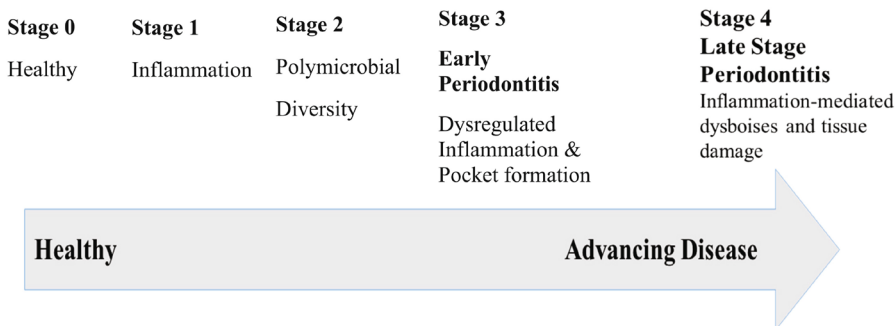 Stage 0
Healthy
Stage 1
Inflammation
Stage 2
Polymicrobial
Diversity
Stage 3
Early
Periodontitis
Dysregulated
Inflammation &
Pocket formation
Stage 4
Late Stage
Periodontitis
Inflammation-mediated
dysboises and tissue
damage
Healthy
Advancing Disease